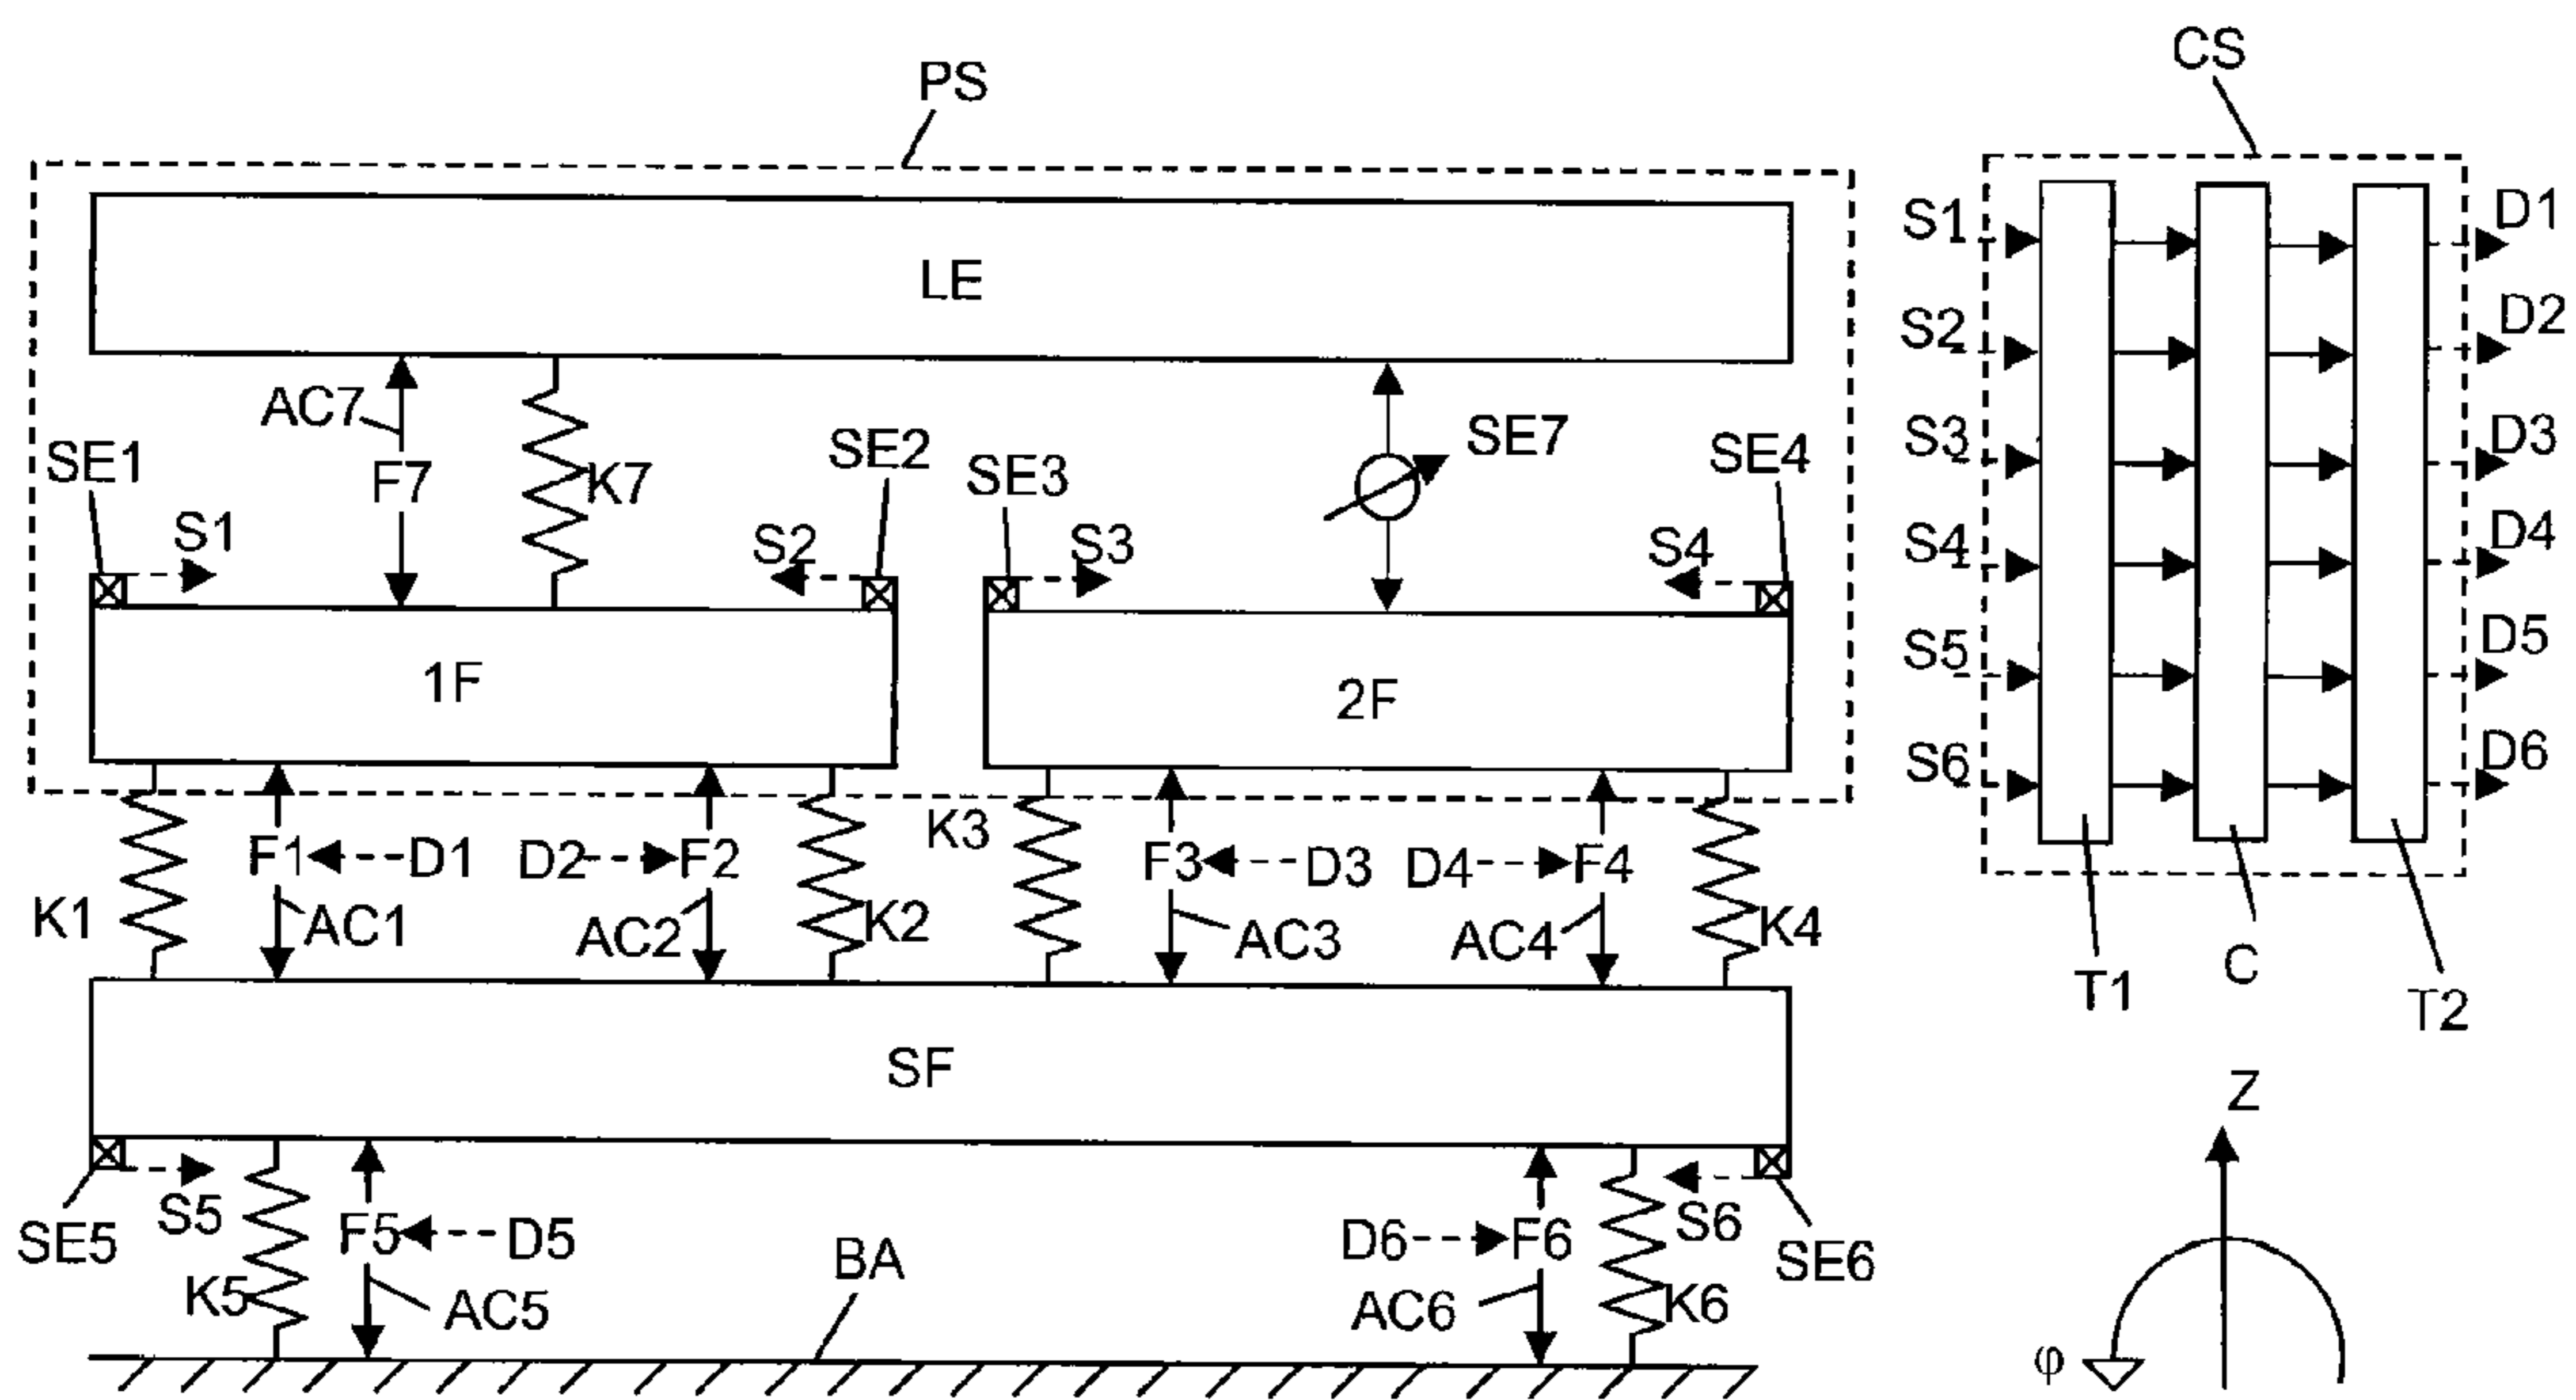 PS
CS
LE
S1
D1
S2
D2
S3
D3
S4
D4
S5
D5
S6
D6
T1
C
T2
AC7
F7
K7
SE7
SE1
S1
SE2
S2
SE3
S3
SE4
S4
1F
2F
K1
F1
D1
AC1
D2
F2
AC2
K2
K3
F3
D3
AC3
D4
F4
AC4
K4
SF
SE5
S5
K5
F5
D5
AC5
BA
D6
F6
AC6
K6
S6
SE6
Z
φ